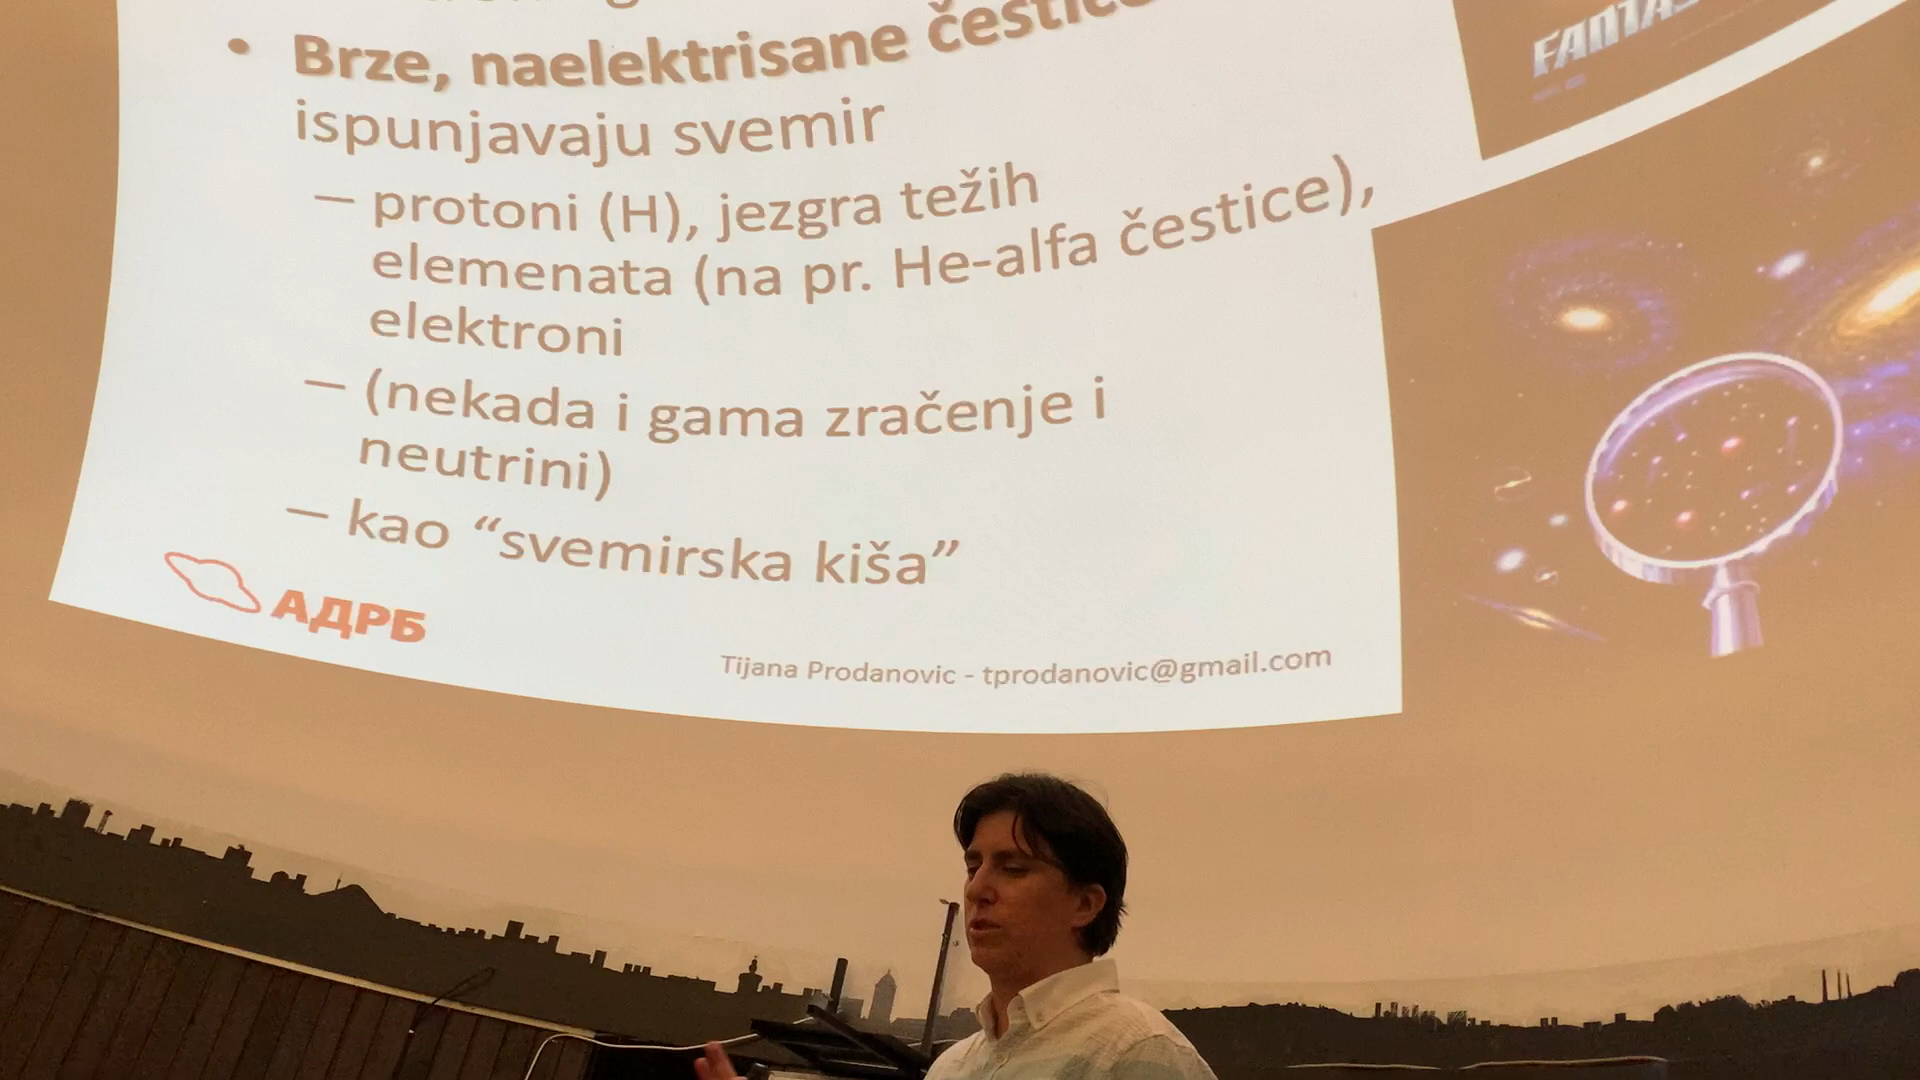 Brze, naelektrisane čestice
ispunjavaju svemir
– protoni (H), jezgra težih
elemenata (na pr. He-alfa čestice),
elektroni
– (nekada i gama zračenje i
neutrini)
– kao “svemirska kiša”
АДРБ
Tijana Prodanovic - tprodanovic@gmail.com